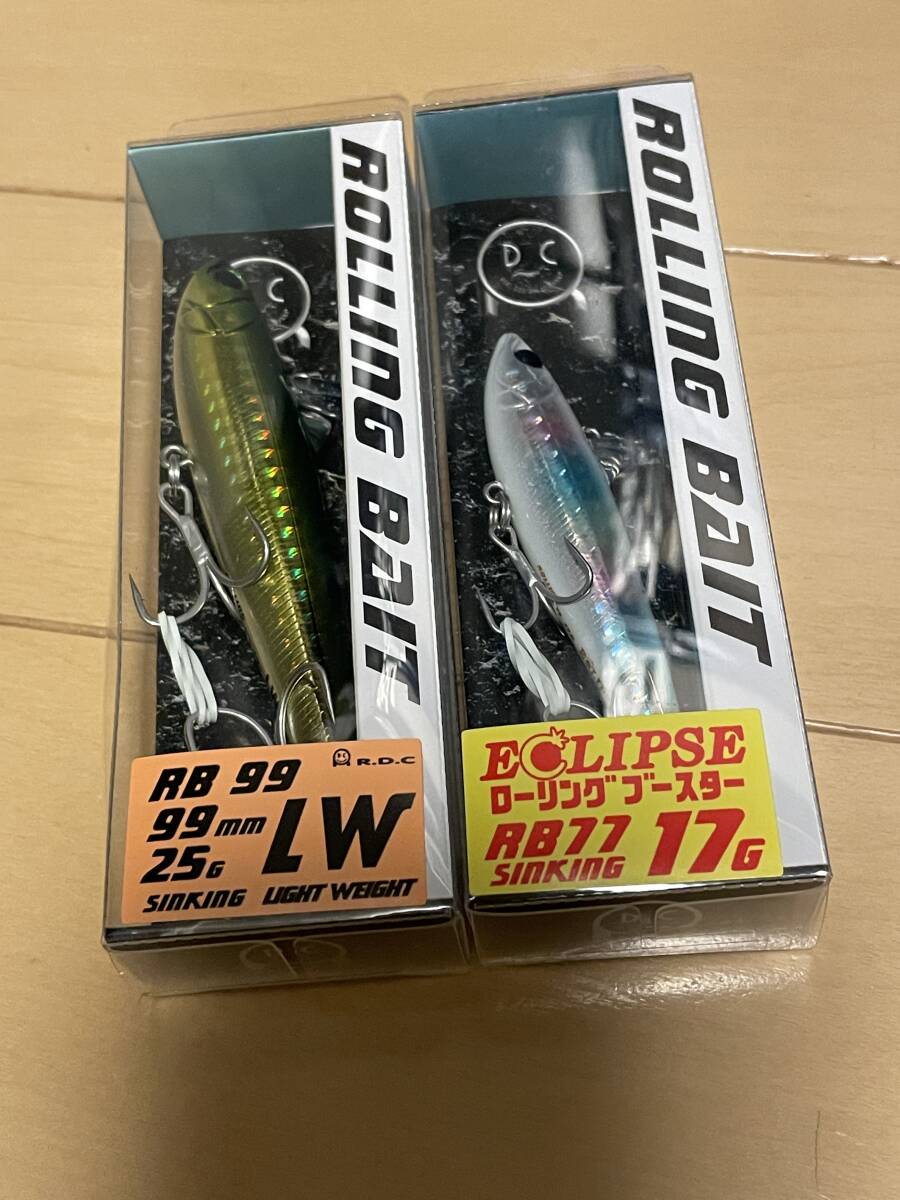 ROLLING BAIT
C
RB 99
R.D.C
99mm
25G
LW
SINKING LIGHT WEIGHT
ROLLING BAIT
D C
ECLIPSE
ローリングブースター
RB77
SINKING
17G
D C